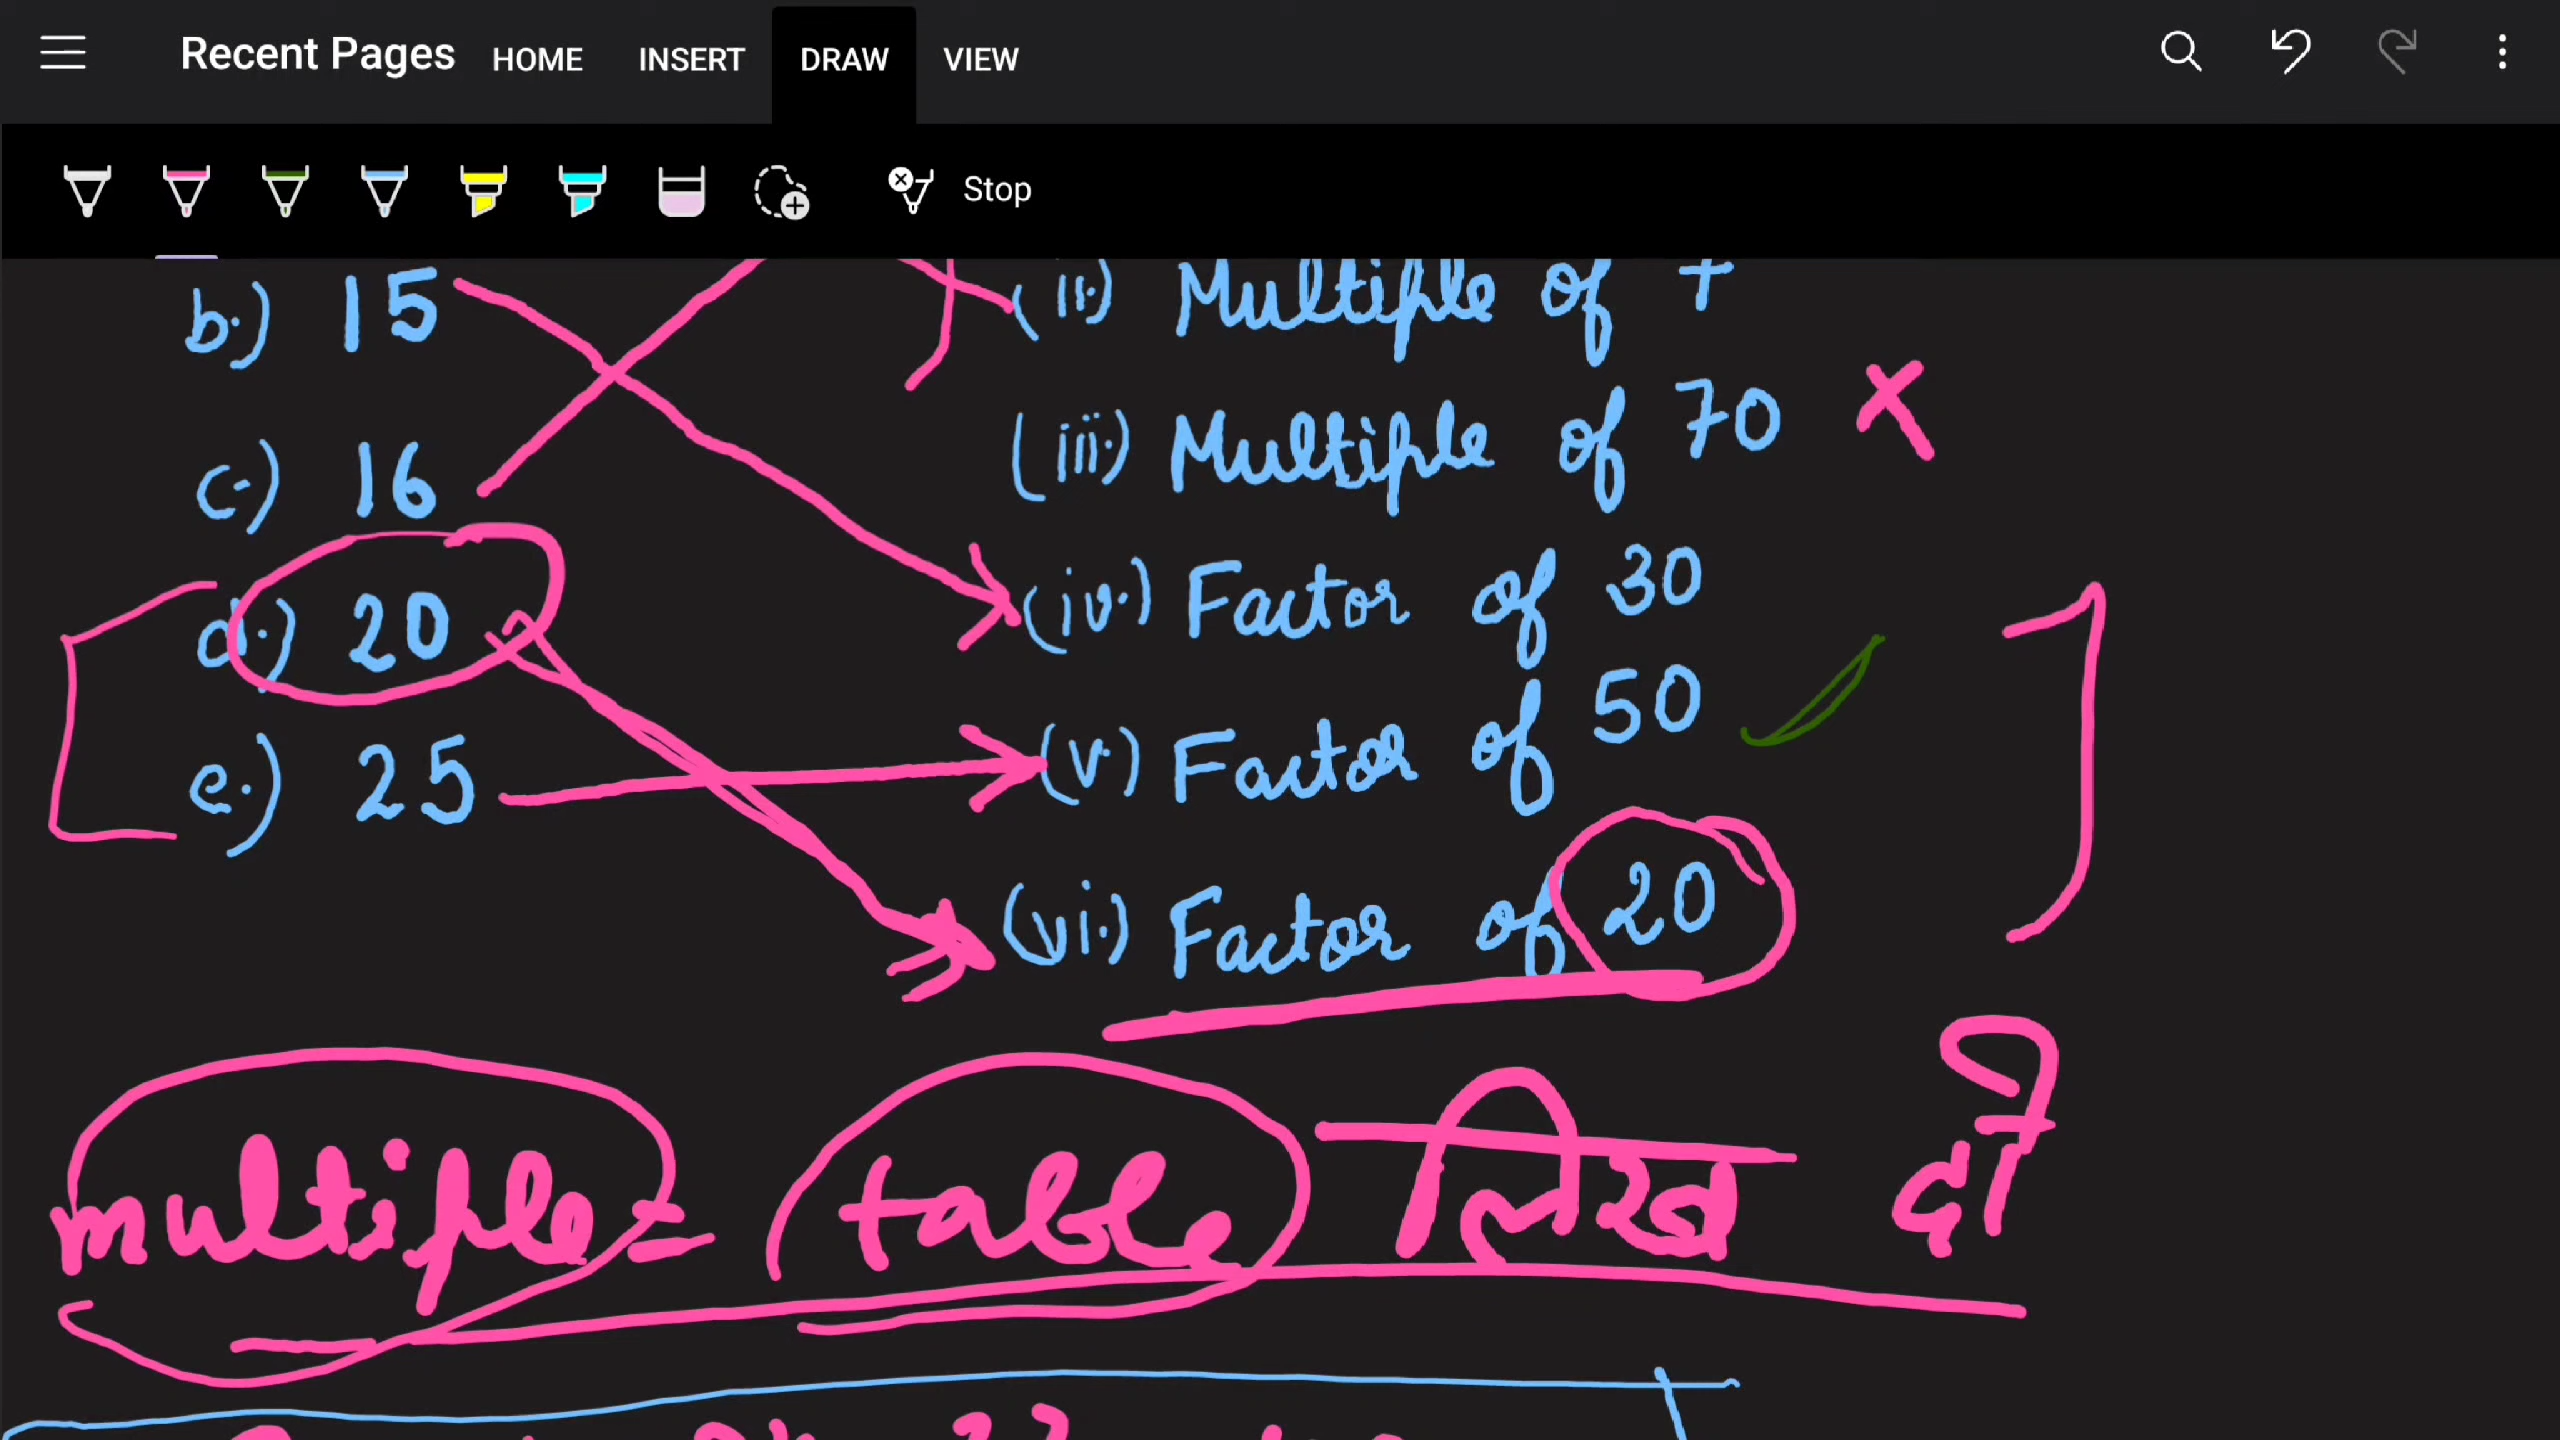 Recent Pages HOME INSERT DRAW VIEW
Stop
b.) 15
(ii.) Multiple of
(iii.) Multiple of 70
c.) 16
(iv.) Factor of 30
d.) 20
(v.) Factor of 50
e.) 25
(vi.) Factor of 20
multiple = table लिख दो